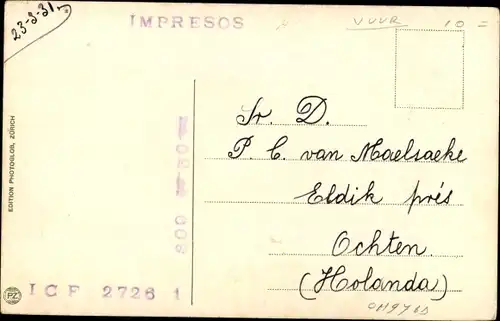 23-3-31.
IMPRESOS
VUUR
10 =
Sr. D.
P. C. van Maelsaeke
Eldik prés
Ochten.
(Holanda)
EDITION PHOTOGLOB, ZÜRICH
PZ
ICF 2726 1